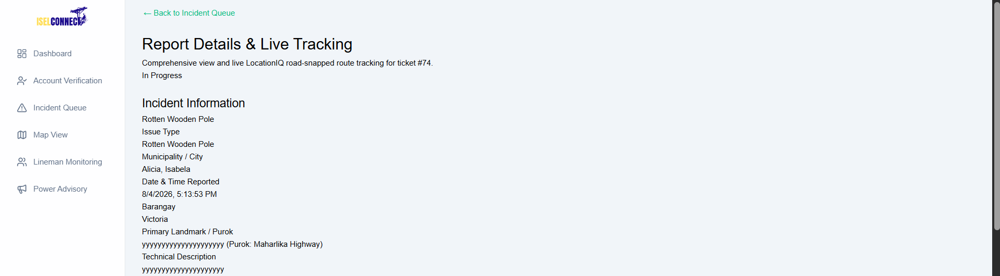 ISELCONNECT
Dashboard
Account Verification
Incident Queue
Map View
Lineman Monitoring
Power Advisory
← Back to Incident Queue
Report Details & Live Tracking
Comprehensive view and live LocationIQ road-snapped route tracking for ticket #74.
In Progress
Incident Information
Rotten Wooden Pole
Issue Type
Rotten Wooden Pole
Municipality / City
Alicia, Isabela
Date & Time Reported
8/4/2026, 5:13:53 PM
Barangay
Victoria
Primary Landmark / Purok
yyyyyyyyyyyyyyyyyyyyy (Purok: Maharlika Highway)
Technical Description
yyyyyyyyyyyyyyyyyyyyy